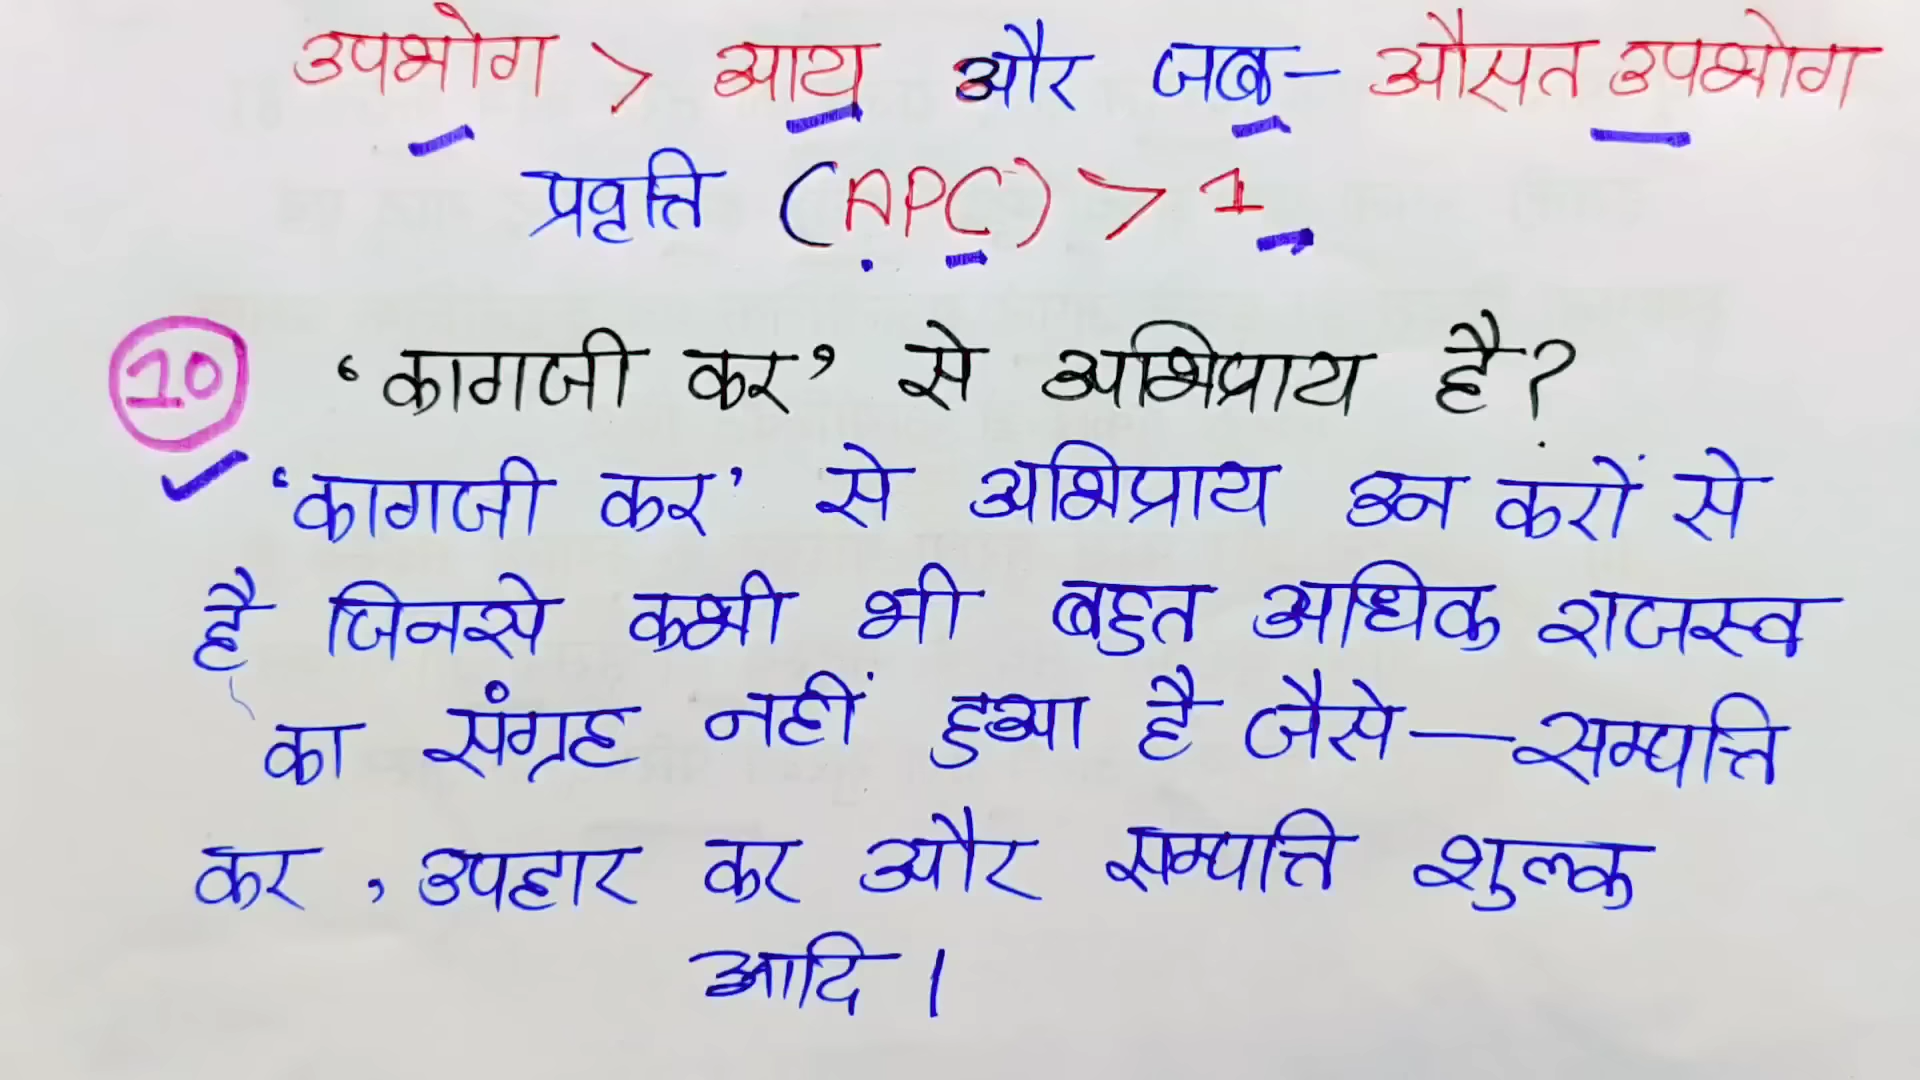 उपभोग > आय और जब- औसत उपभोग
प्रवृत्ति (APC) > 1
10 'कागजी कर' से अभिप्राय है?
'कागजी कर' से अभिप्राय उन करों से
है जिनसे कभी भी बहुत अधिक राजस्व
का संग्रह नहीं हुआ है जैसे—सम्पत्ति
कर, उपहार कर और सम्पत्ति शुल्क
आदि।